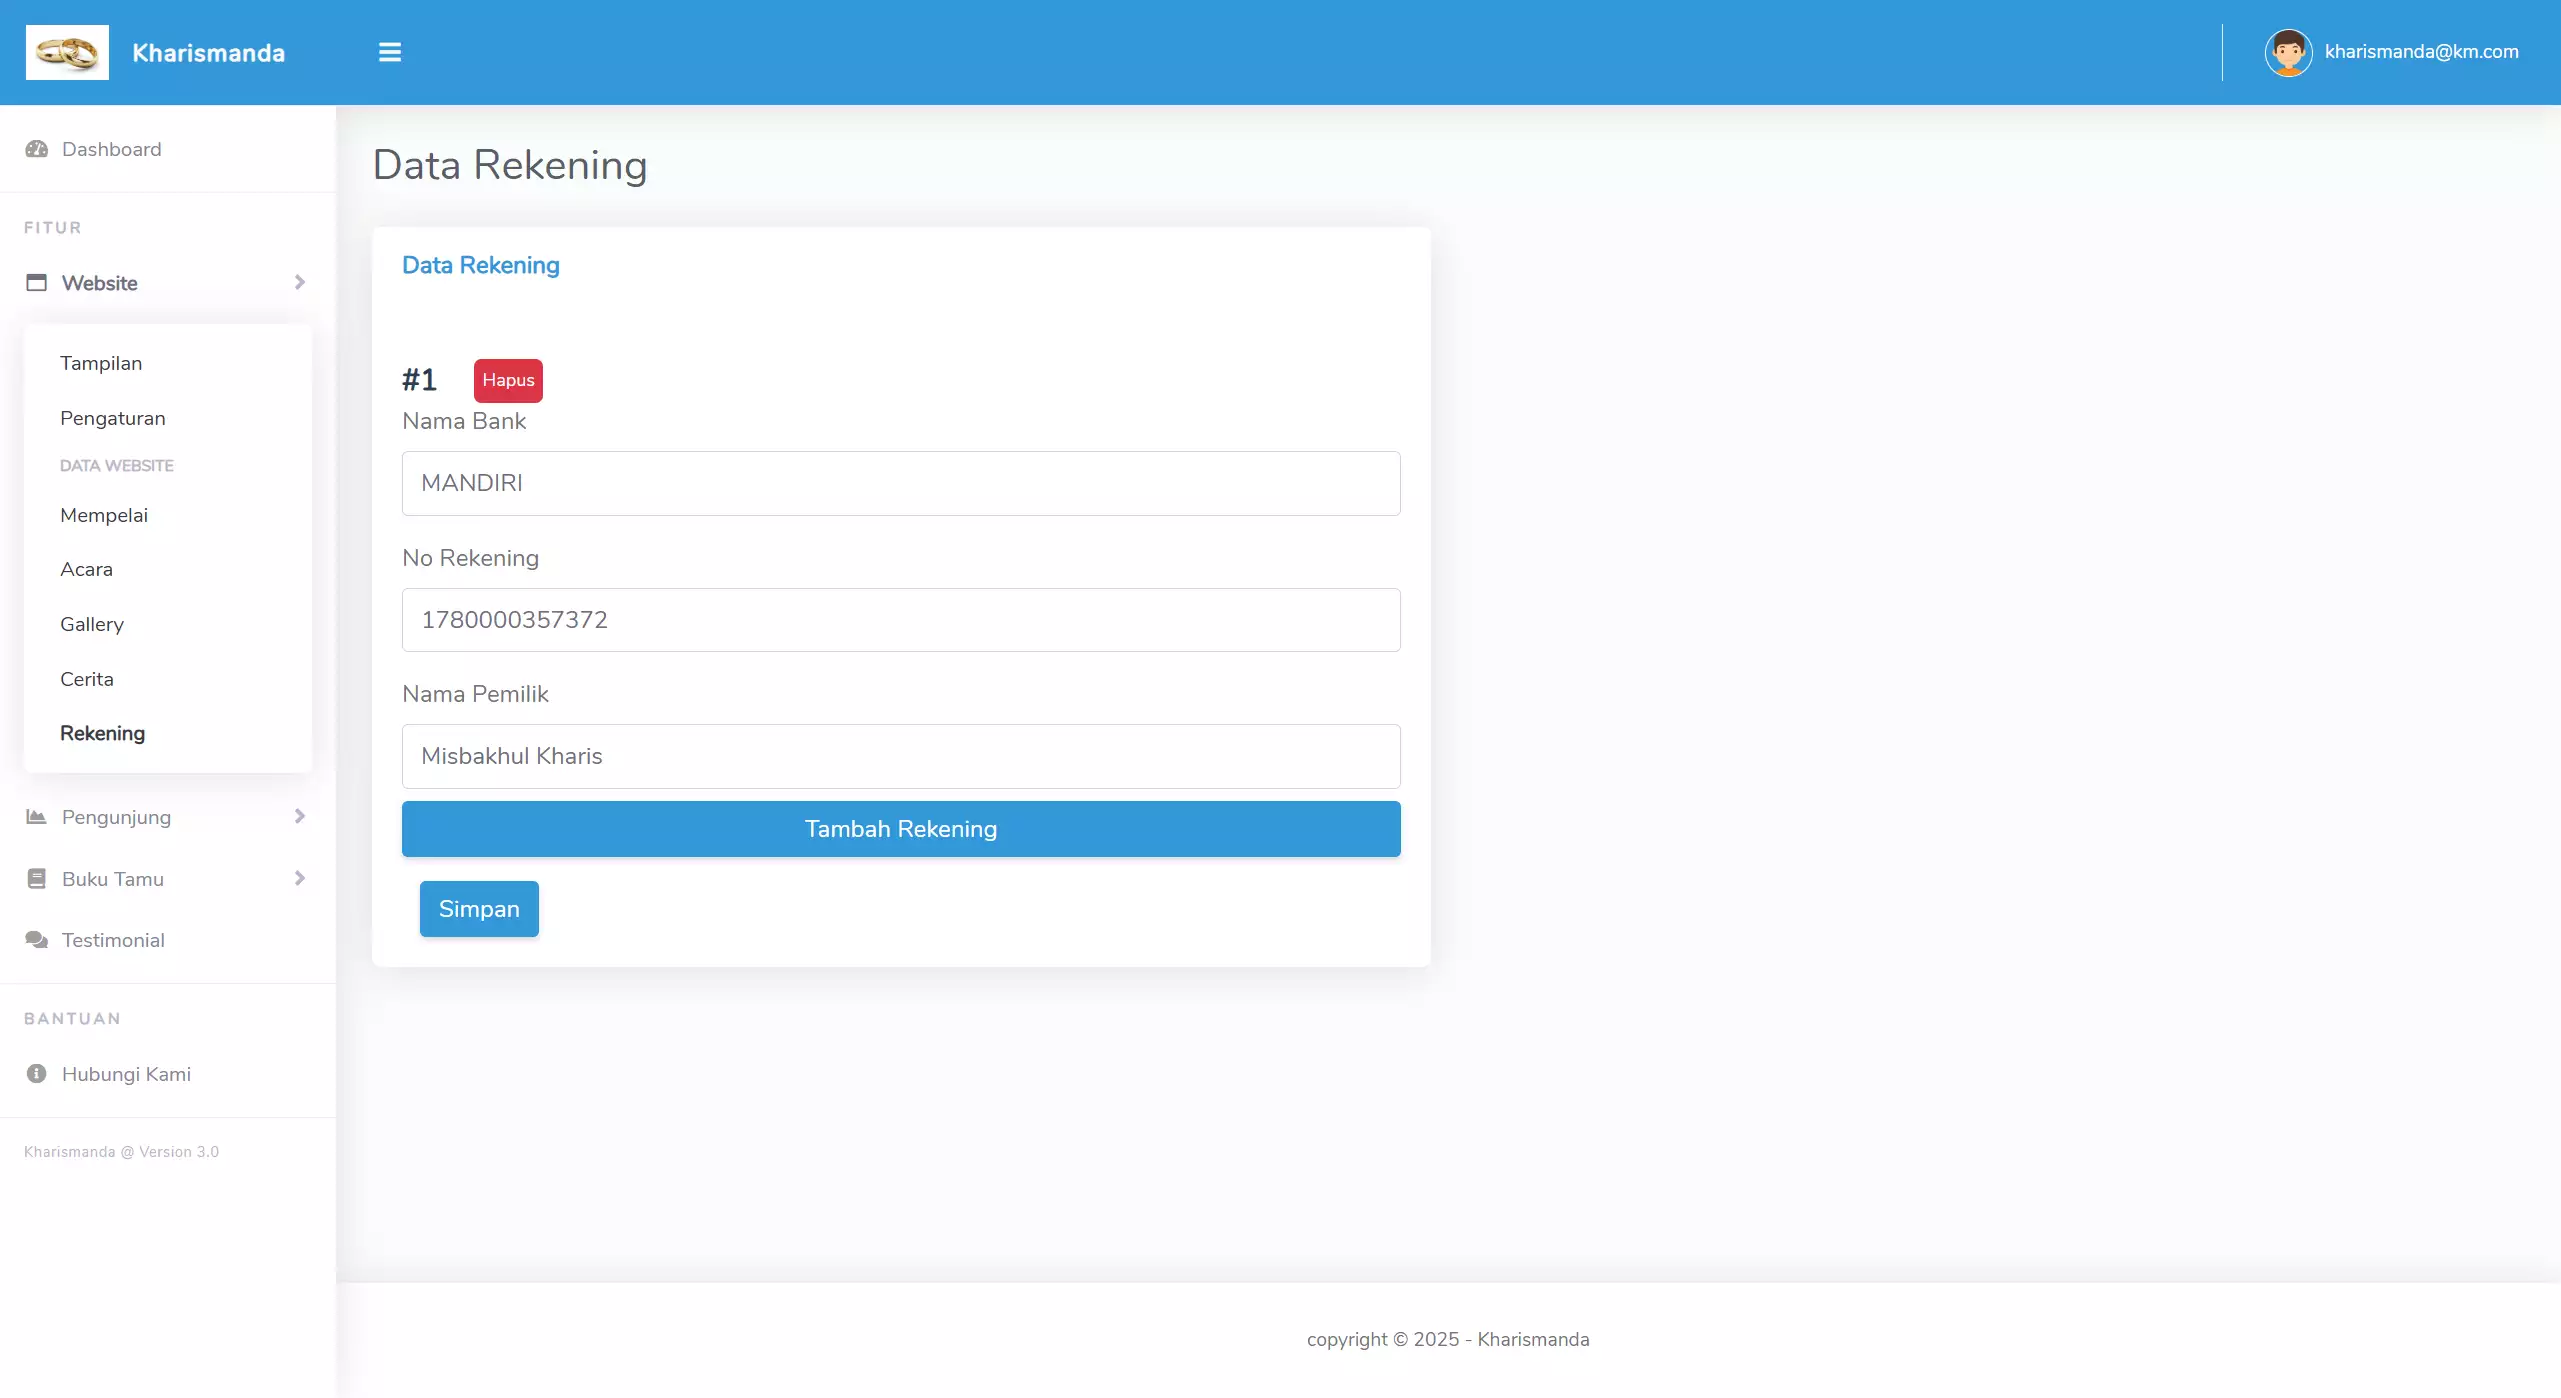 Kharismanda
kharismanda@km.com
Dashboard
FITUR
Website
Tampilan
Pengaturan
DATA WEBSITE
Mempelai
Acara
Gallery
Cerita
Rekening
Pengunjung
Buku Tamu
Testimonial
BANTUAN
Hubungi Kami
Kharismanda @ Version 3.0
Data Rekening
Data Rekening
#1 Hapus
Nama Bank
MANDIRI
No Rekening
1780000357372
Nama Pemilik
Misbakhul Kharis
Tambah Rekening
Simpan
copyright © 2025 - Kharismanda